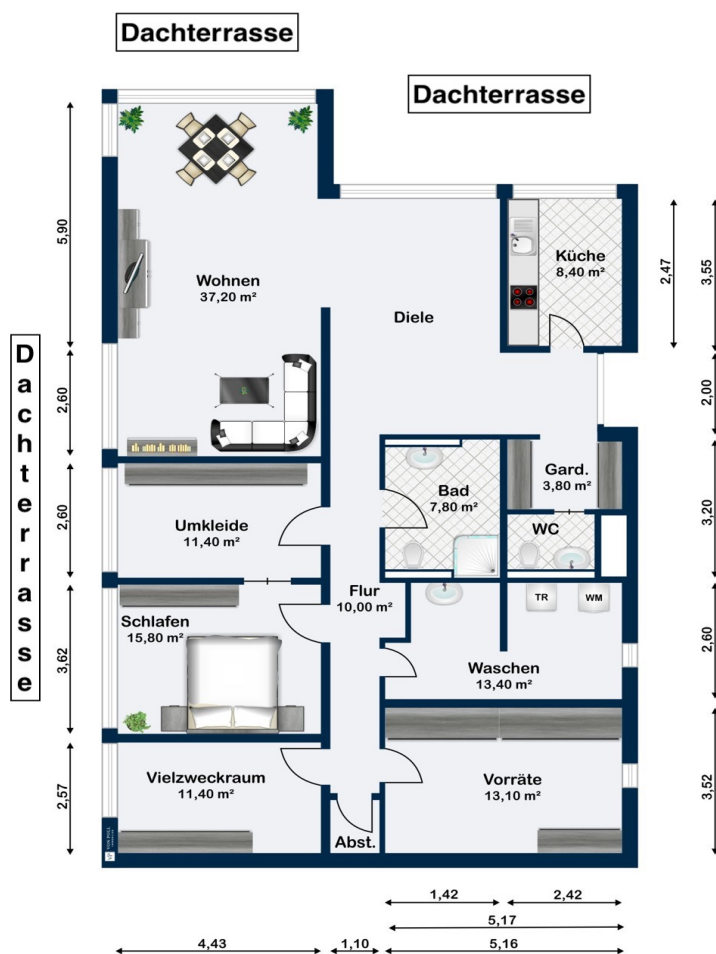 Dachterrasse
Dachterrasse
Dachterrasse
5,90
2,60
2,60
3,62
2,57
Wohnen
37,20 m²
Diele
Küche
8,40 m²
2,47
3,55
2,00
3,20
2,60
3,52
Gard.
3,80 m²
Bad
7,80 m²
WC
Umkleide
11,40 m²
Flur
10,00 m²
TR
WM
Schlafen
15,80 m²
Waschen
13,40 m²
Vielzweckraum
11,40 m²
Vorräte
13,10 m²
Abst.
VON POLL
1,42
2,42
5,17
4,43
1,10
5,16